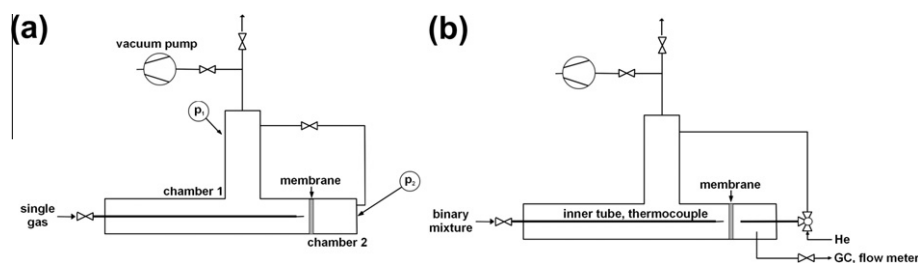 (a)
vacuum pump
p1
chamber 1
membrane
p2
single
gas
chamber 2
(b)
membrane
binary
mixture
inner tube, thermocouple
He
GC, flow meter